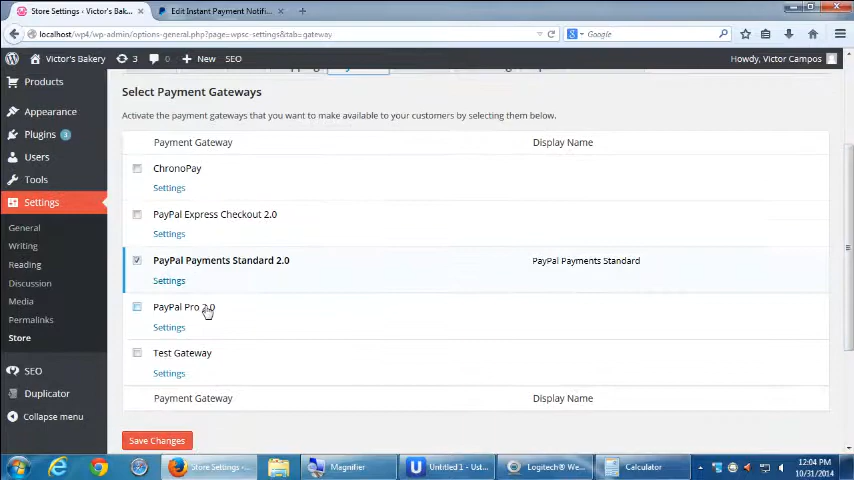 Store Settings ‹ Victor's B...
Edit Instant Payment Notifi...
localhost/wp4/wp-admin/options-general.php?page=wpsc-settings&tab=gateway
Google
Victor's Bakery
3
0
New
SEO
Howdy, Victor Campos
Products
Appearance
Plugins 3
Users
Tools
Settings
General
Writing
Reading
Discussion
Media
Permalinks
Store
SEO
Duplicator
Collapse menu
Select Payment Gateways
Activate the payment gateways that you want to make available to your customers by selecting them below.
Payment Gateway
Display Name
ChronoPay
Settings
PayPal Express Checkout 2.0
Settings
PayPal Payments Standard 2.0
PayPal Payments Standard
Settings
PayPal Pro 2.0
Settings
Test Gateway
Settings
Payment Gateway
Display Name
Save Changes
Store Settings ‹...
Magnifier
Untitled 1 - Ust...
Logitech® We...
Calculator
12:04 PM
10/31/2014